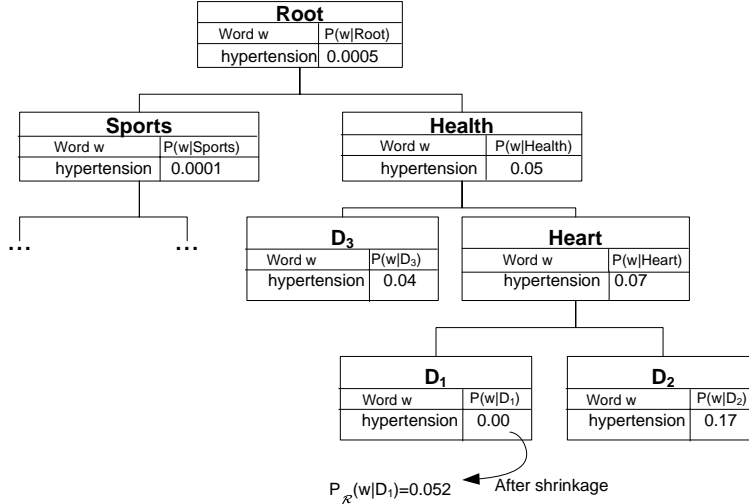 Root
Word w P(w|Root)
hypertension 0.0005
Sports
Word w P(w|Sports)
hypertension 0.0001
Health
Word w P(w|Health)
hypertension 0.05
... ...
D₃
Word w P(w|D₃)
hypertension 0.04
Heart
Word w P(w|Heart)
hypertension 0.07
D₁
Word w P(w|D₁)
hypertension 0.00
D₂
Word w P(w|D₂)
hypertension 0.17
P_ℛ(w|D₁)=0.052 After shrinkage